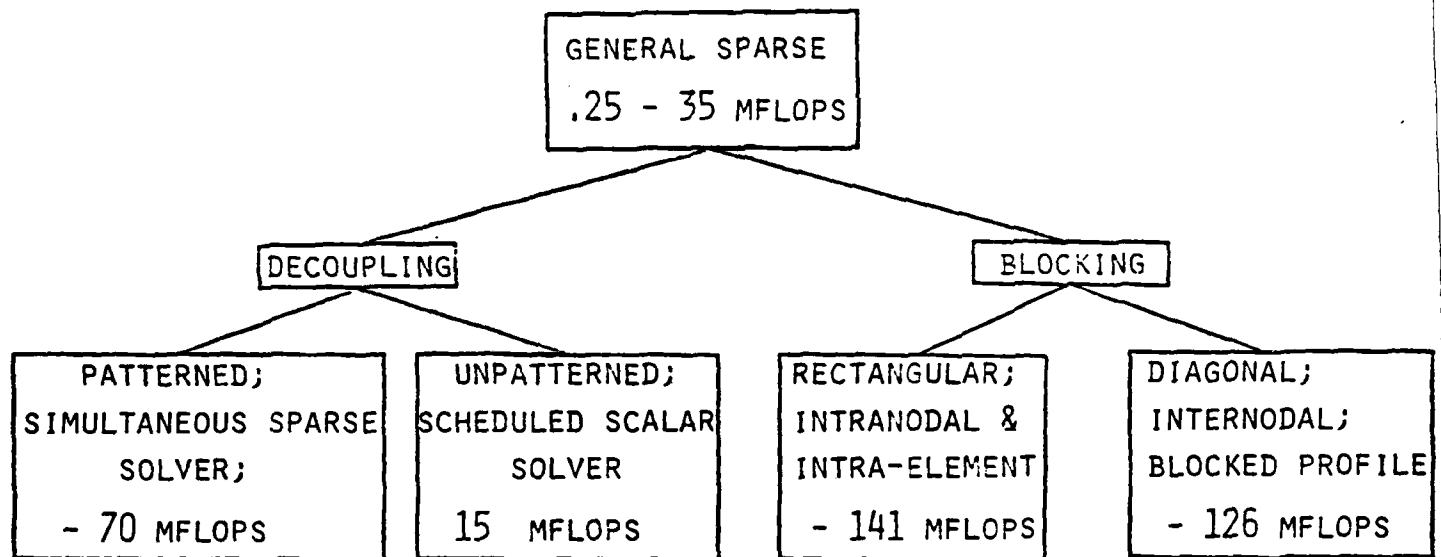 GENERAL SPARSE
.25 - 35 MFLOPS
DECOUPLING
BLOCKING
PATTERNED;
SIMULTANEOUS SPARSE
SOLVER;
- 70 MFLOPS
UNPATTERNED;
SCHEDULED SCALAR
SOLVER
15 MFLOPS
RECTANGULAR;
INTRANODAL &
INTRA-ELEMENT
- 141 MFLOPS
DIAGONAL;
INTERNODAL;
BLOCKED PROFILE
- 126 MFLOPS